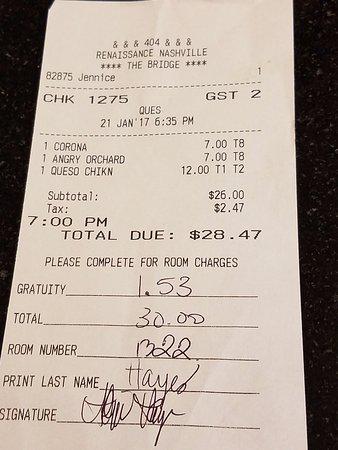 & & & 404 & & &
RENAISSANCE NASHVILLE
**** THE BRIDGE ****
82875 Jennice 1
CHK 1275 GST 2
QUES
21 JAN'17 6:35 PM
1 CORONA 7.00 T8
1 ANGRY ORCHARD 7.00 T8
1 QUESO CHIKN 12.00 T1 T2
Subtotal: $26.00
Tax: $2.47
7:00 PM
TOTAL DUE: $28.47
PLEASE COMPLETE FOR ROOM CHARGES
GRATUITY 1.53
TOTAL 30.00
ROOM NUMBER 1322
PRINT LAST NAME Hayes
SIGNATURE